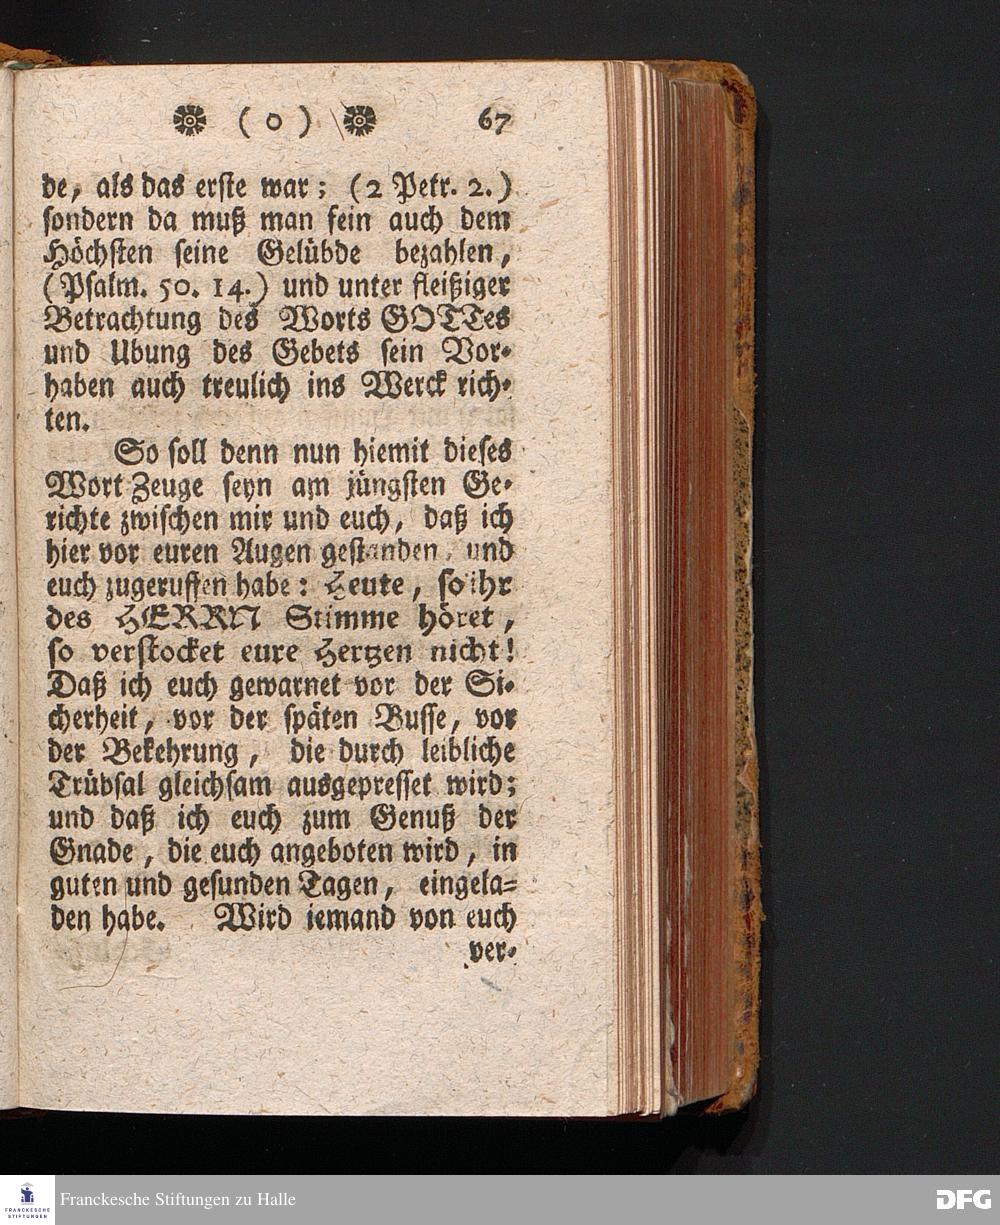 ❁ ( o ) ❁ 67
de, als das erste war; (2 Petr. 2.)
sondern da muß man fein auch dem
Höchsten seine Gelübde bezahlen,
(Psalm. 50. 14.) und unter fleißiger
Betrachtung des Worts GOTTes
und Ubung des Gebets sein Vor-
haben auch treulich ins Werck rich-
ten.
So soll denn nun hiemit dieses
Wort Zeuge seyn am jüngsten Ge-
richte zwischen mir und euch, daß ich
hier vor euren Augen gestanden, und
euch zugeruffen habe: Heute, so ihr
des HERRN Stimme höret,
so verstocket eure Hertzen nicht!
Daß ich euch gewarnet vor der Si-
cherheit, vor der späten Busse, vor
der Bekehrung, die durch leibliche
Trübsal gleichsam ausgepresset wird;
und daß ich euch zum Genuß der
Gnade, die euch angeboten wird, in
guten und gesunden Tagen, eingela-
den habe. Wird iemand von euch
ver-
FRANCKESCHE
STIFTUNGEN
Franckesche Stiftungen zu Halle
DFG